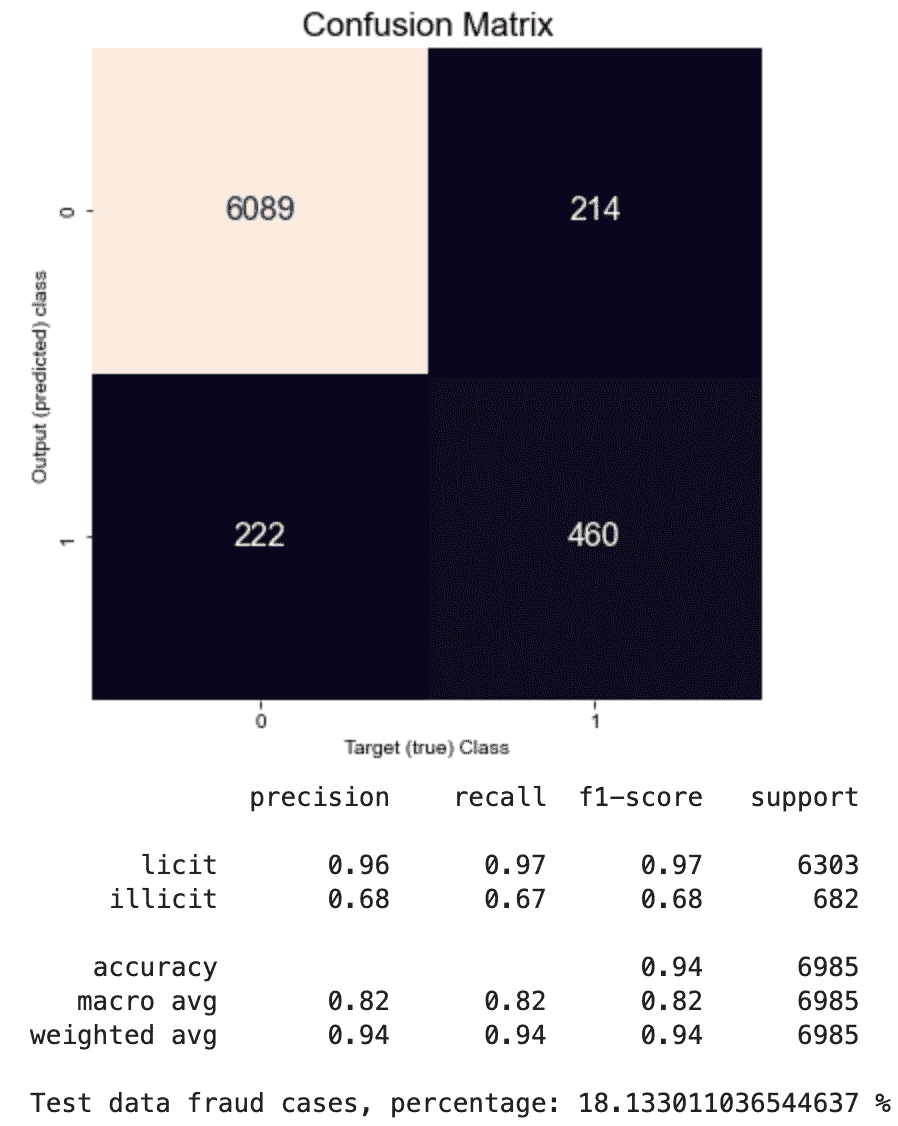 Confusion Matrix
6089 214
0
Output (predicted) class
222 460
1
0 1
Target (true) Class
precision recall f1-score support
licit 0.96 0.97 0.97 6303
illicit 0.68 0.67 0.68 682
accuracy 0.94 6985
macro avg 0.82 0.82 0.82 6985
weighted avg 0.94 0.94 0.94 6985
Test data fraud cases, percentage: 18.133011036544637 %